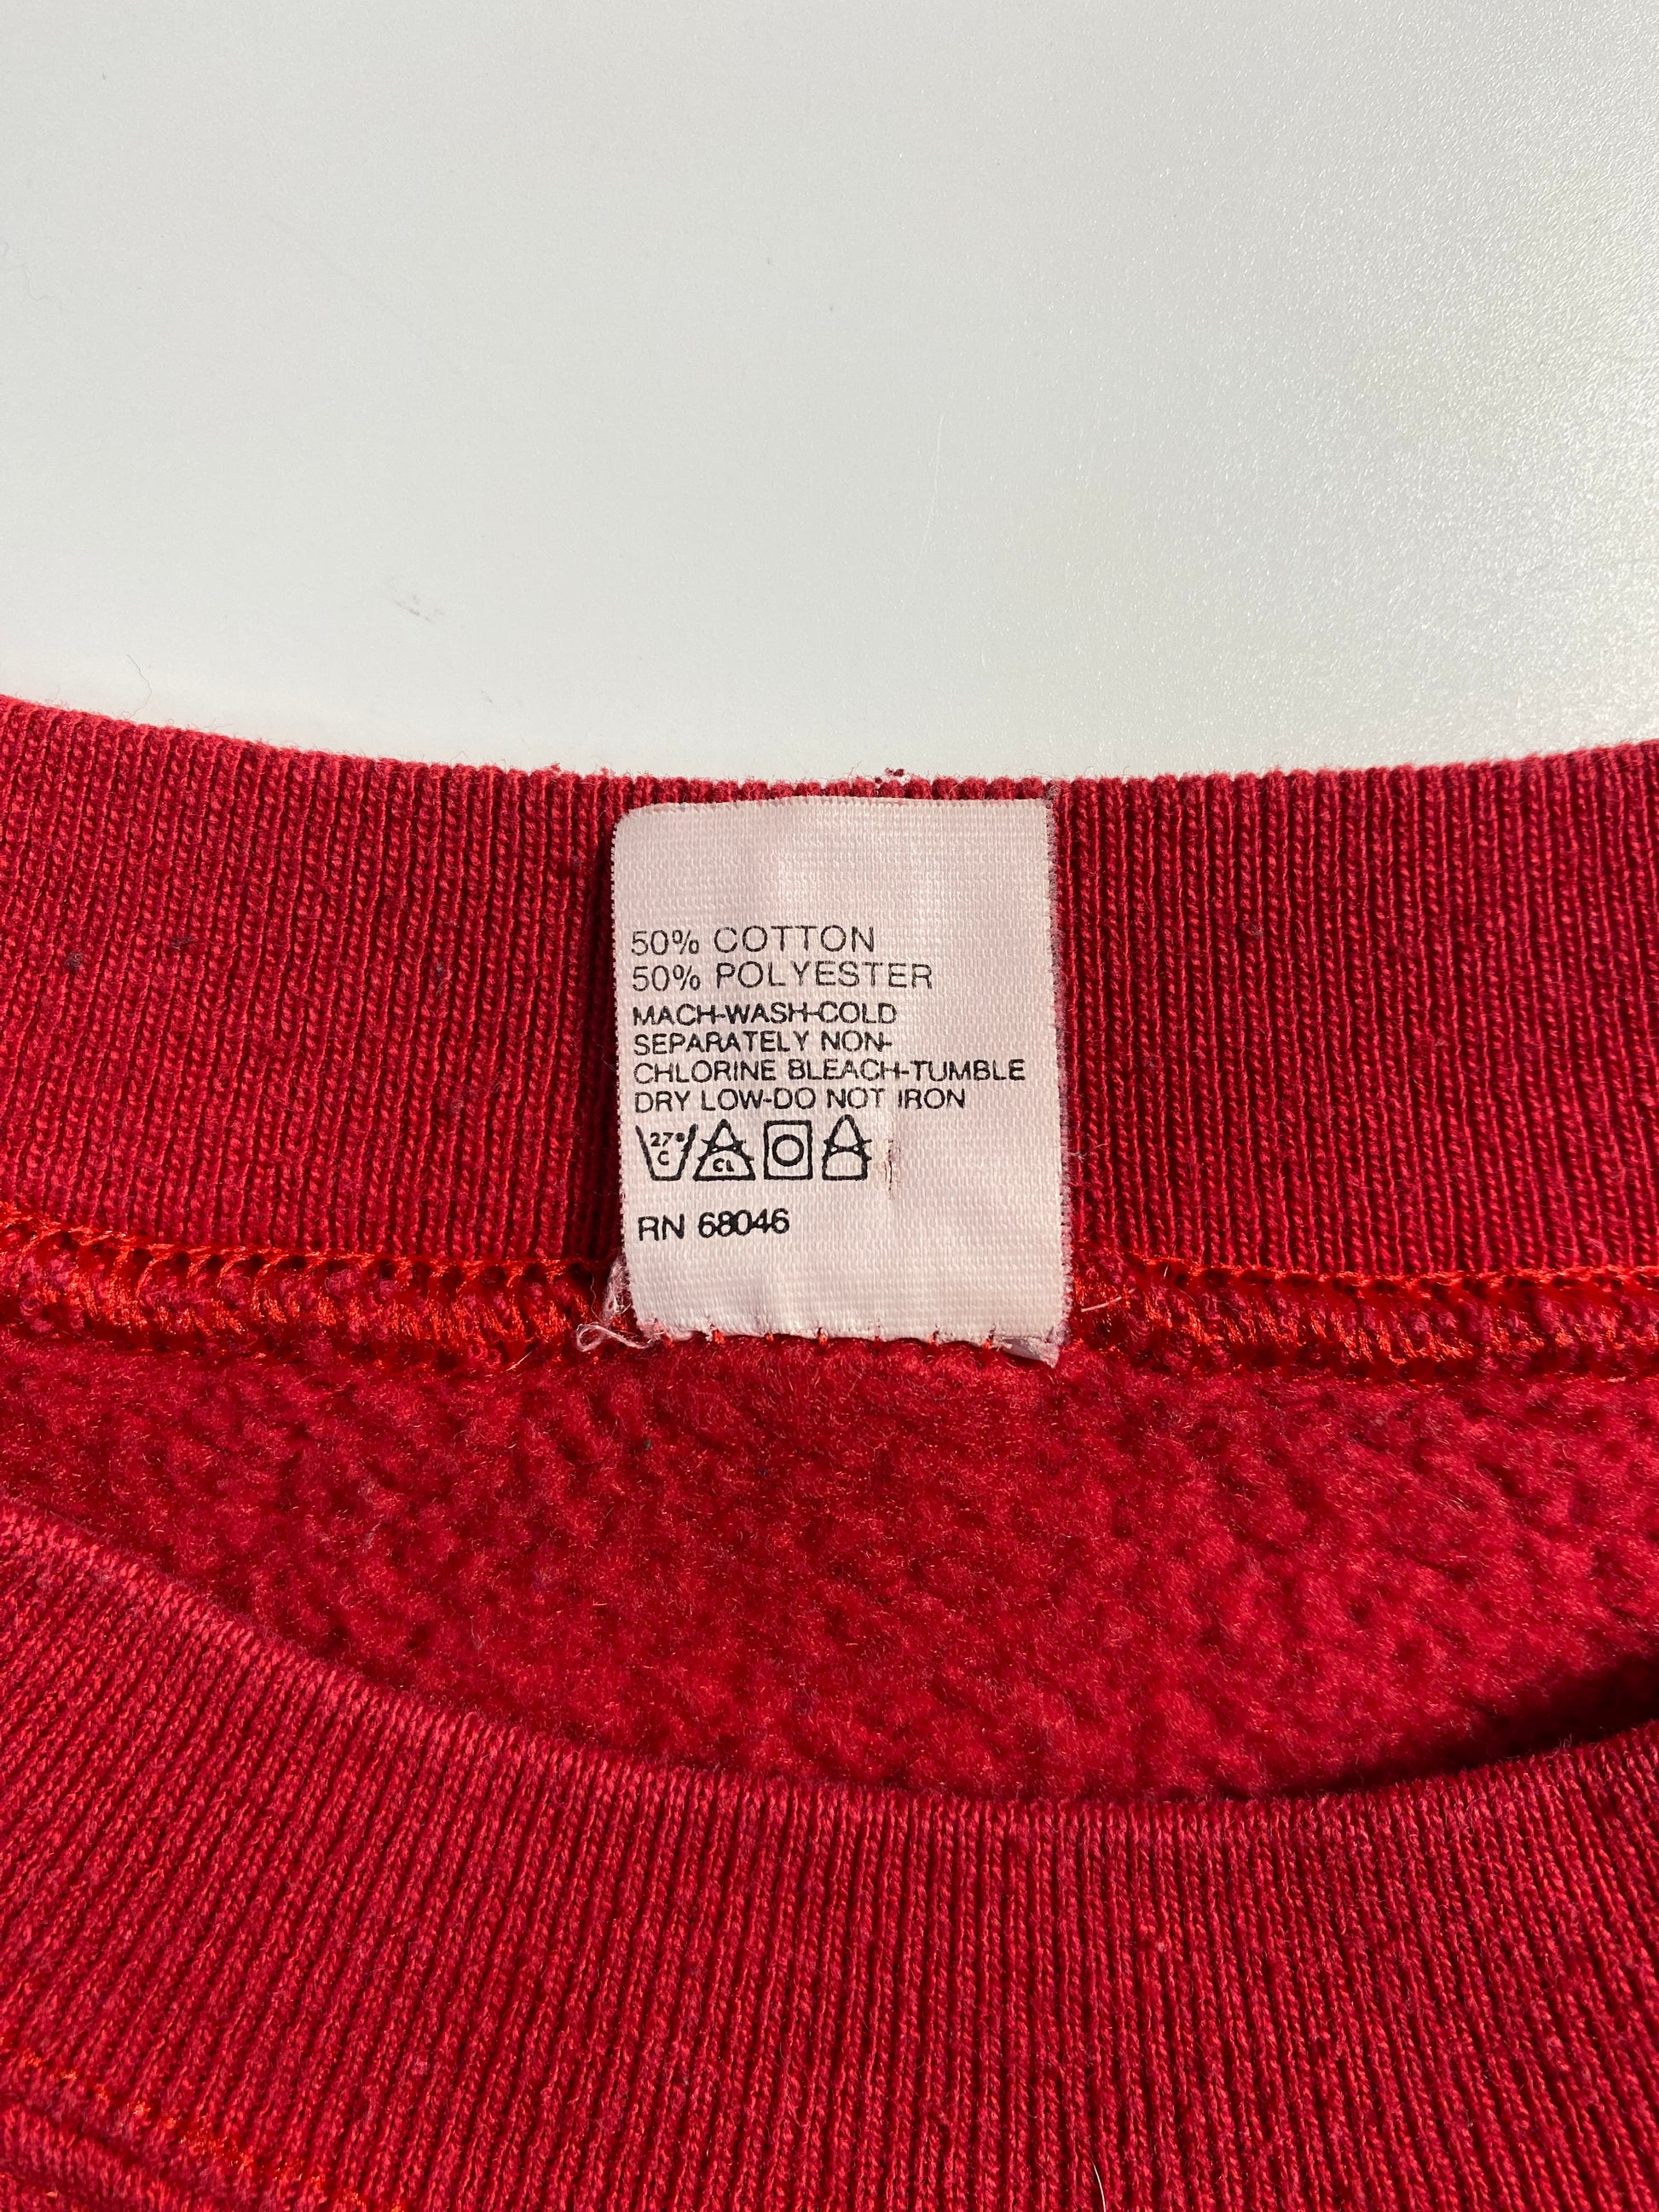 50% COTTON
50% POLYESTER
MACH-WASH-COLD
SEPARATELY NON-
CHLORINE BLEACH-TUMBLE
DRY LOW-DO NOT IRON
27° C CL
RN 68046